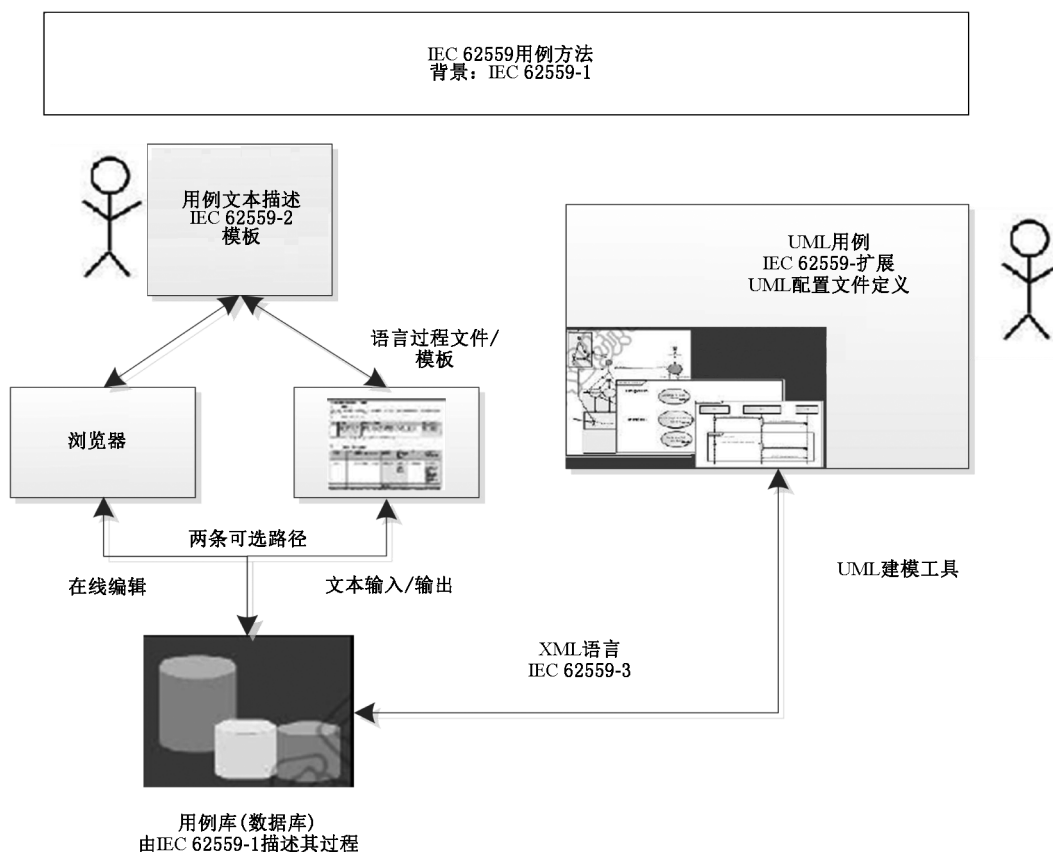 IEC 62559用例方法
背景：IEC 62559-1
用例文本描述
IEC 62559-2
模板
UML用例
IEC 62559-扩展
UML配置文件定义
语言过程文件/
模板
浏览器
两条可选路径
在线编辑
文本输入/输出
UML建模工具
XML语言
IEC 62559-3
用例库(数据库)
由IEC 62559-1描述其过程